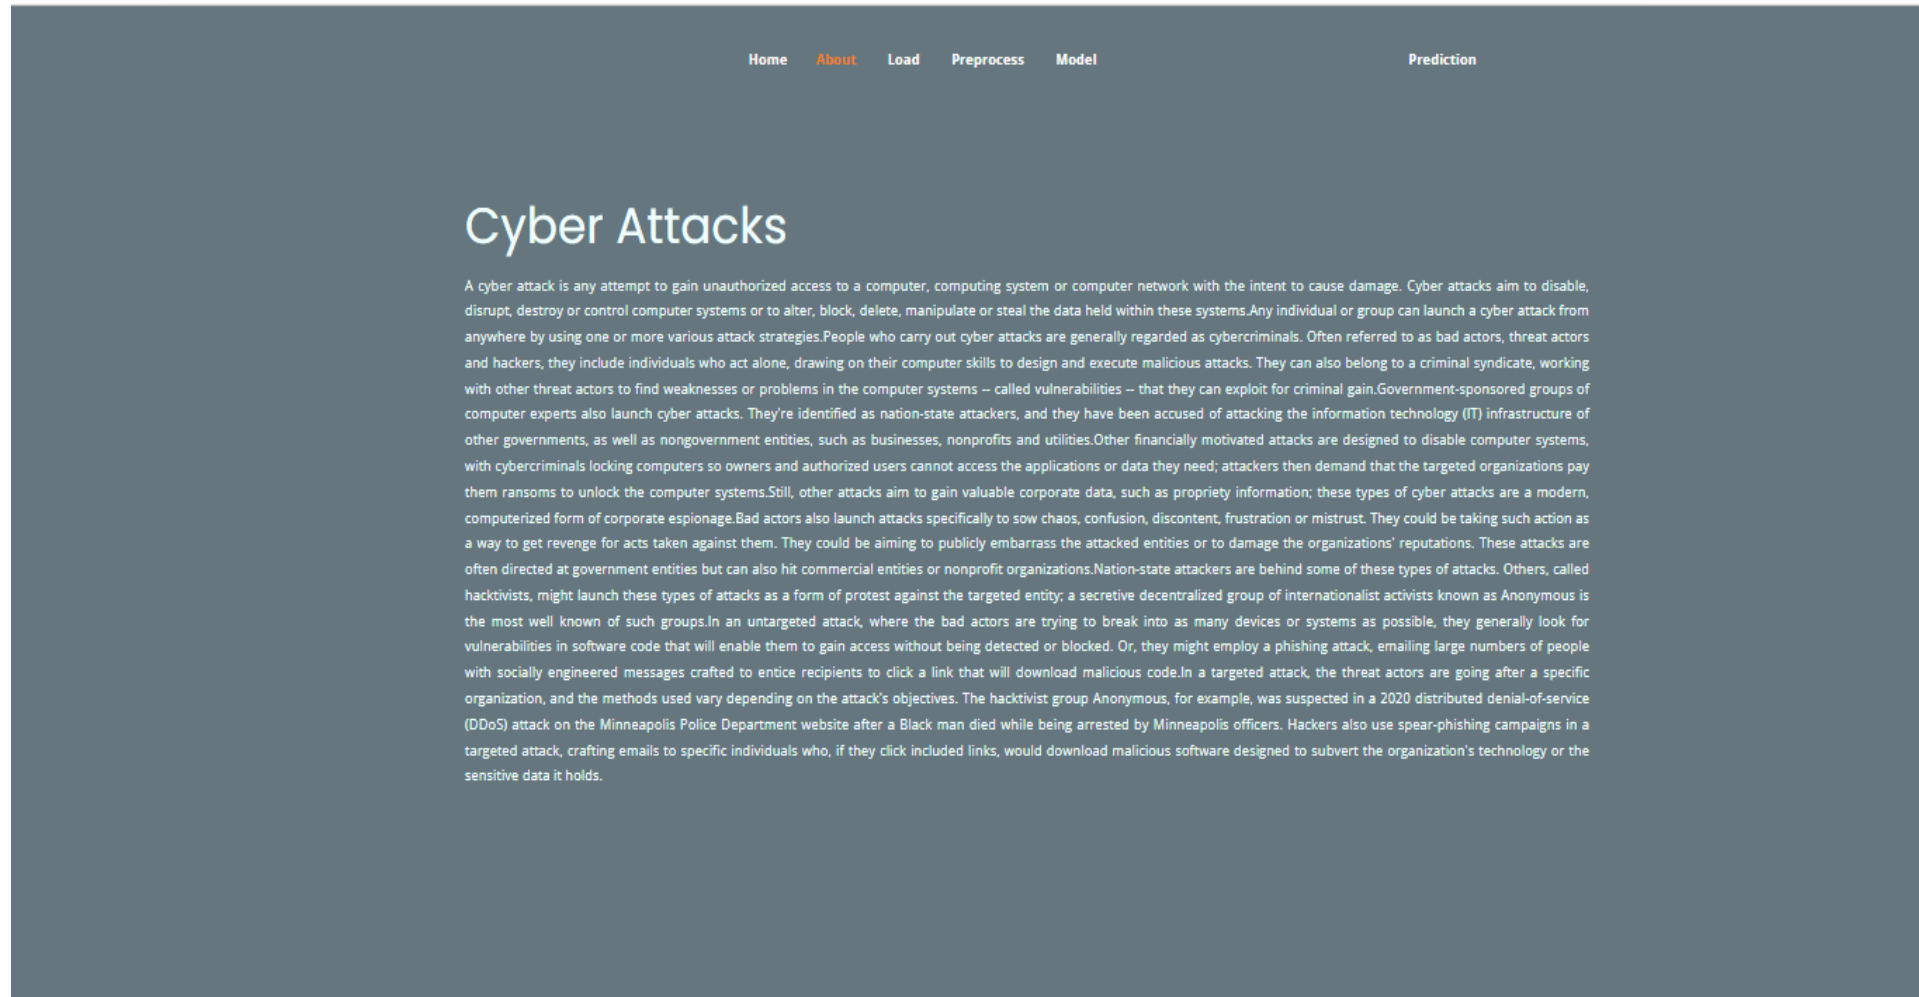 Home About Load Preprocess Model Prediction
Cyber Attacks
A cyber attack is any attempt to gain unauthorized access to a computer, computing system or computer network with the intent to cause damage. Cyber attacks aim to disable,
disrupt, destroy or control computer systems or to alter, block, delete, manipulate or steal the data held within these systems.Any individual or group can launch a cyber attack from
anywhere by using one or more various attack strategies.People who carry out cyber attacks are generally regarded as cybercriminals. Often referred to as bad actors, threat actors
and hackers, they include individuals who act alone, drawing on their computer skills to design and execute malicious attacks. They can also belong to a criminal syndicate, working
with other threat actors to find weaknesses or problems in the computer systems -- called vulnerabilities -- that they can exploit for criminal gain.Government-sponsored groups of
computer experts also launch cyber attacks. They're identified as nation-state attackers, and they have been accused of attacking the information technology (IT) infrastructure of
other governments, as well as nongovernment entities, such as businesses, nonprofits and utilities.Other financially motivated attacks are designed to disable computer systems,
with cybercriminals locking computers so owners and authorized users cannot access the applications or data they need; attackers then demand that the targeted organizations pay
them ransoms to unlock the computer systems.Still, other attacks aim to gain valuable corporate data, such as propriety information; these types of cyber attacks are a modern,
computerized form of corporate espionage.Bad actors also launch attacks specifically to sow chaos, confusion, discontent, frustration or mistrust. They could be taking such action as
a way to get revenge for acts taken against them. They could be aiming to publicly embarrass the attacked entities or to damage the organizations' reputations. These attacks are
often directed at government entities but can also hit commercial entities or nonprofit organizations.Nation-state attackers are behind some of these types of attacks. Others, called
hacktivists, might launch these types of attacks as a form of protest against the targeted entity; a secretive decentralized group of internationalist activists known as Anonymous is
the most well known of such groups.In an untargeted attack, where the bad actors are trying to break into as many devices or systems as possible, they generally look for
vulnerabilities in software code that will enable them to gain access without being detected or blocked. Or, they might employ a phishing attack, emailing large numbers of people
with socially engineered messages crafted to entice recipients to click a link that will download malicious code.In a targeted attack, the threat actors are going after a specific
organization, and the methods used vary depending on the attack's objectives. The hacktivist group Anonymous, for example, was suspected in a 2020 distributed denial-of-service
(DDoS) attack on the Minneapolis Police Department website after a Black man died while being arrested by Minneapolis officers. Hackers also use spear-phishing campaigns in a
targeted attack, crafting emails to specific individuals who, if they click included links, would download malicious software designed to subvert the organization's technology or the
sensitive data it holds.